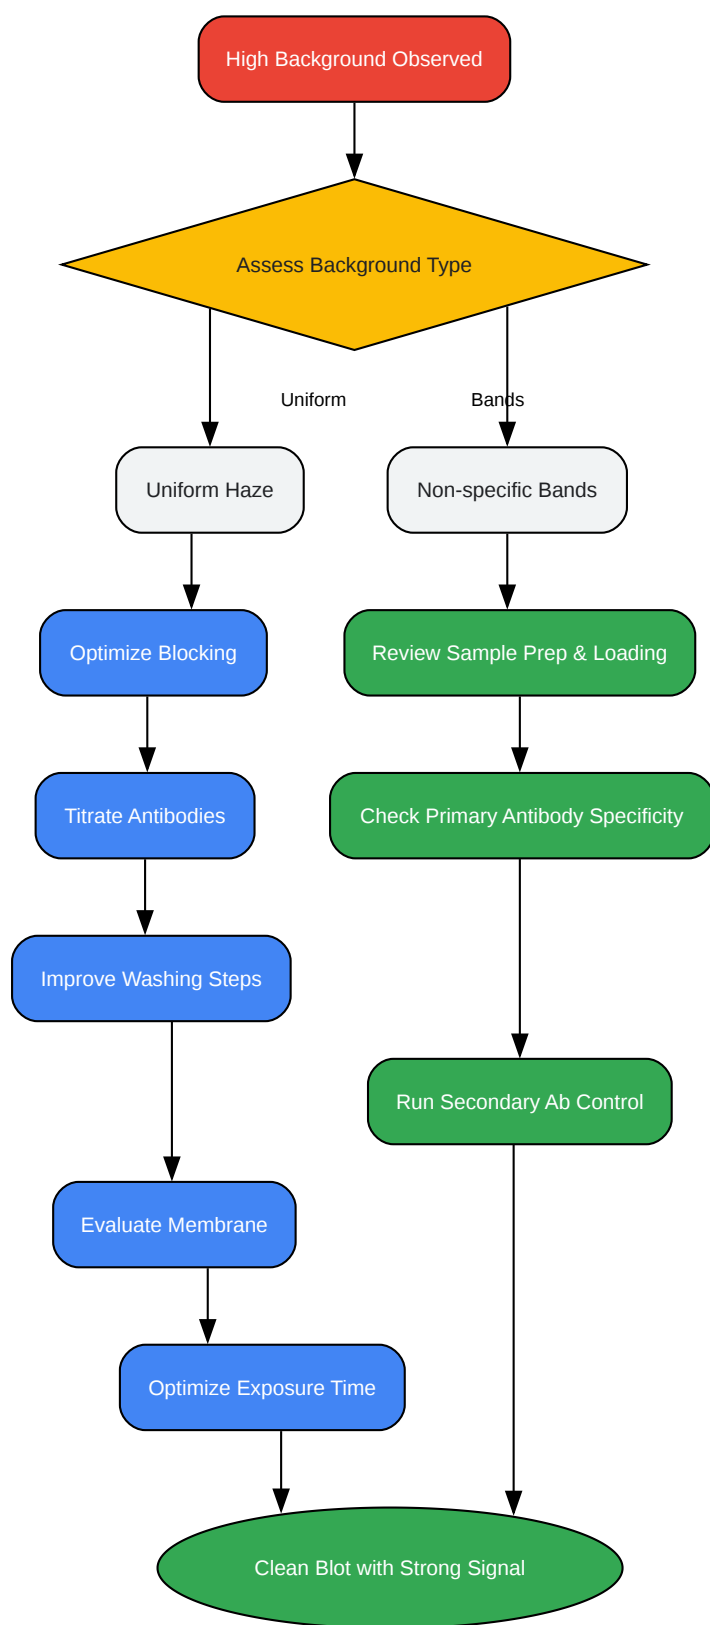 High Background Observed
Assess Background Type
Uniform
Bands
Uniform Haze
Non-specific Bands
Optimize Blocking
Review Sample Prep & Loading
Titrate Antibodies
Check Primary Antibody Specificity
Improve Washing Steps
Run Secondary Ab Control
Evaluate Membrane
Optimize Exposure Time
Clean Blot with Strong Signal